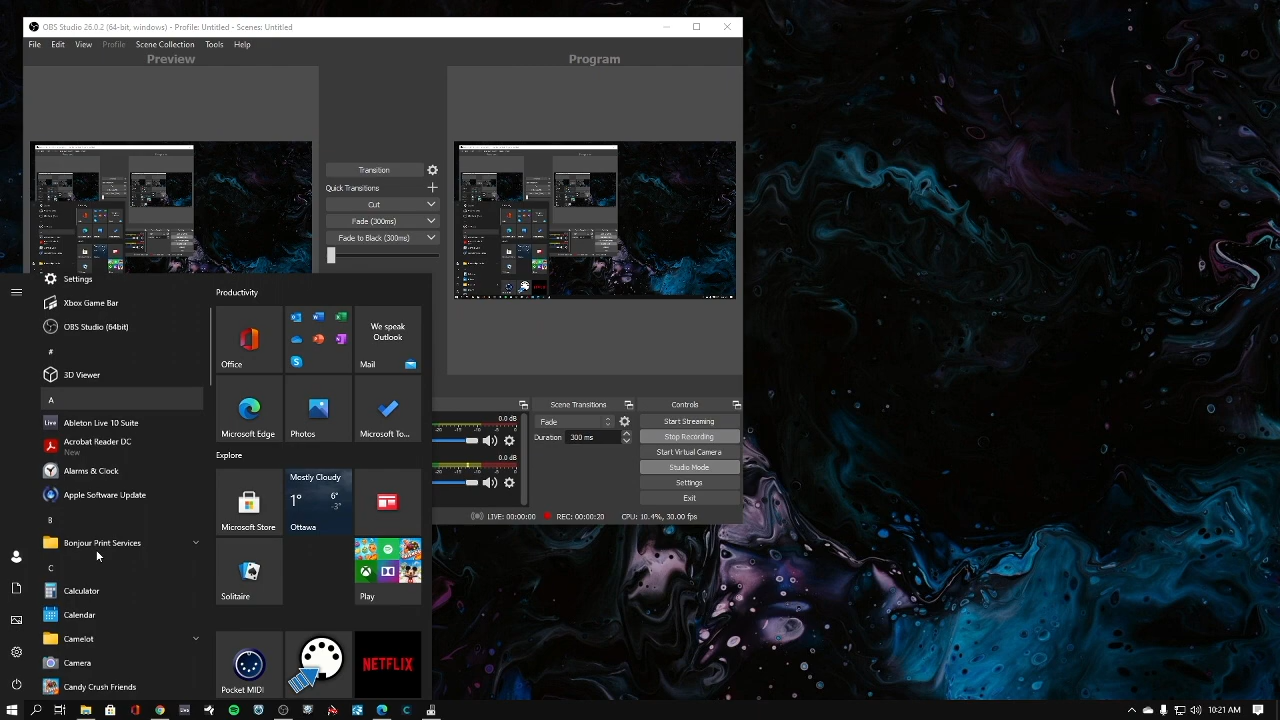 OBS Studio 26.0.2 (64-bit, windows) - Profile: Untitled - Scenes: Untitled
File Edit View Profile Scene Collection Tools Help
Preview
Program
Transition
Quick Transitions
Cut
Fade (300ms)
Fade to Black (300ms)
Settings
Xbox Game Bar
OBS Studio (64bit)
#
3D Viewer
A
Ableton Live 10 Suite
Acrobat Reader DC
New
Alarms & Clock
Apple Software Update
B
Bonjour Print Services
C
Calculator
Calendar
Camelot
Camera
Candy Crush Friends
Productivity
Office
We speak
Outlook
Mail
Microsoft Edge
Photos
Microsoft To...
Explore
Microsoft Store
Mostly Cloudy
1° 6°
-3°
Ottawa
Solitaire
Play
Pocket MIDI
NETFLIX
0.0 dB
0.0 dB
Scene Transitions
Fade
Duration 300 ms
Controls
Start Streaming
Stop Recording
Start Virtual Camera
Studio Mode
Settings
Exit
LIVE: 00:00:00 REC: 00:00:20 CPU: 10.4%, 30.00 fps
10:21 AM